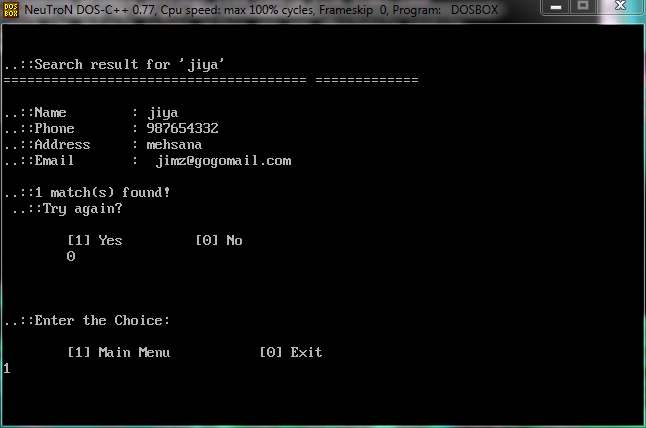 DOS BOX NeuTroN DOS-C++ 0.77, Cpu speed: max 100% cycles, Frameskip 0, Program: DOSBOX
..::Search result for 'jiya'
====================================== =============
..::Name : jiya
..::Phone : 987654332
..::Address : mehsana
..::Email : jimz@gogomail.com
..::1 match(s) found!
..::Try again?
[1] Yes [0] No
0
..::Enter the Choice:
[1] Main Menu [0] Exit
1